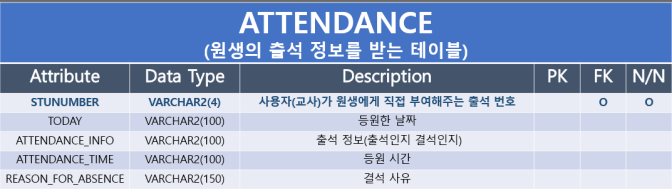 ATTENDANCE
(원생의 출석 정보를 받는 테이블)
Attribute Data Type Description PK FK N/N
STUNUMBER VARCHAR2(4) 사용자(교사)가 원생에게 직접 부여해주는 출석 번호 O O
TODAY VARCHAR2(100) 등원한 날짜
ATTENDANCE_INFO VARCHAR2(100) 출석 정보(출석인지 결석인지)
ATTENDANCE_TIME VARCHAR2(100) 등원 시간
REASON_FOR_ABSENCE VARCHAR2(150) 결석 사유